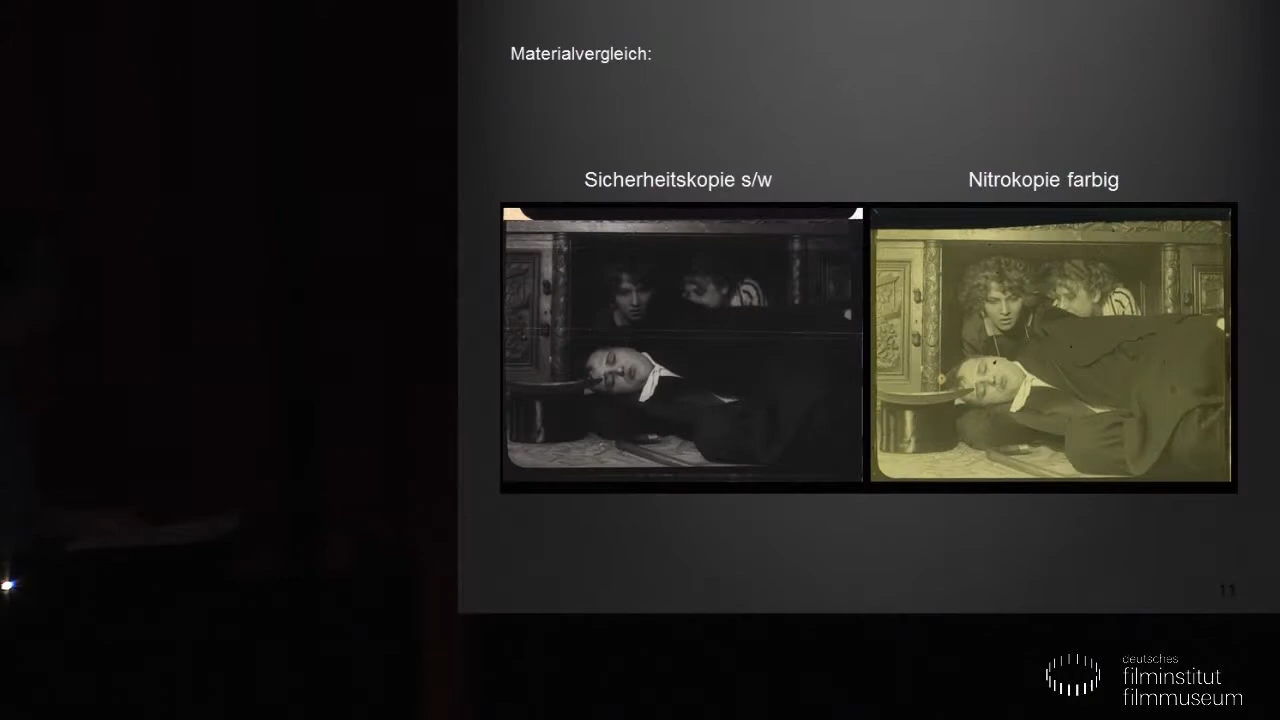 Materialvergleich:
Sicherheitskopie s/w
Nitrokopie farbig
11
deutsches
filminstitut
filmmuseum